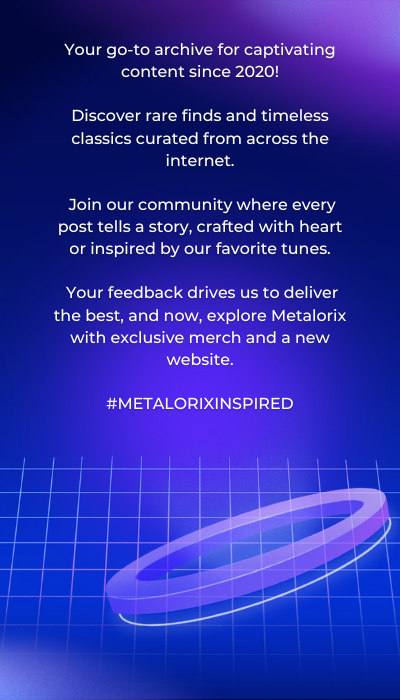 Your go-to archive for captivating
content since 2020!
Discover rare finds and timeless
classics curated from across the
internet.
Join our community where every
post tells a story, crafted with heart
or inspired by our favorite tunes.
Your feedback drives us to deliver
the best, and now, explore Metalorix
with exclusive merch and a new
website.
#METALORIXINSPIRED